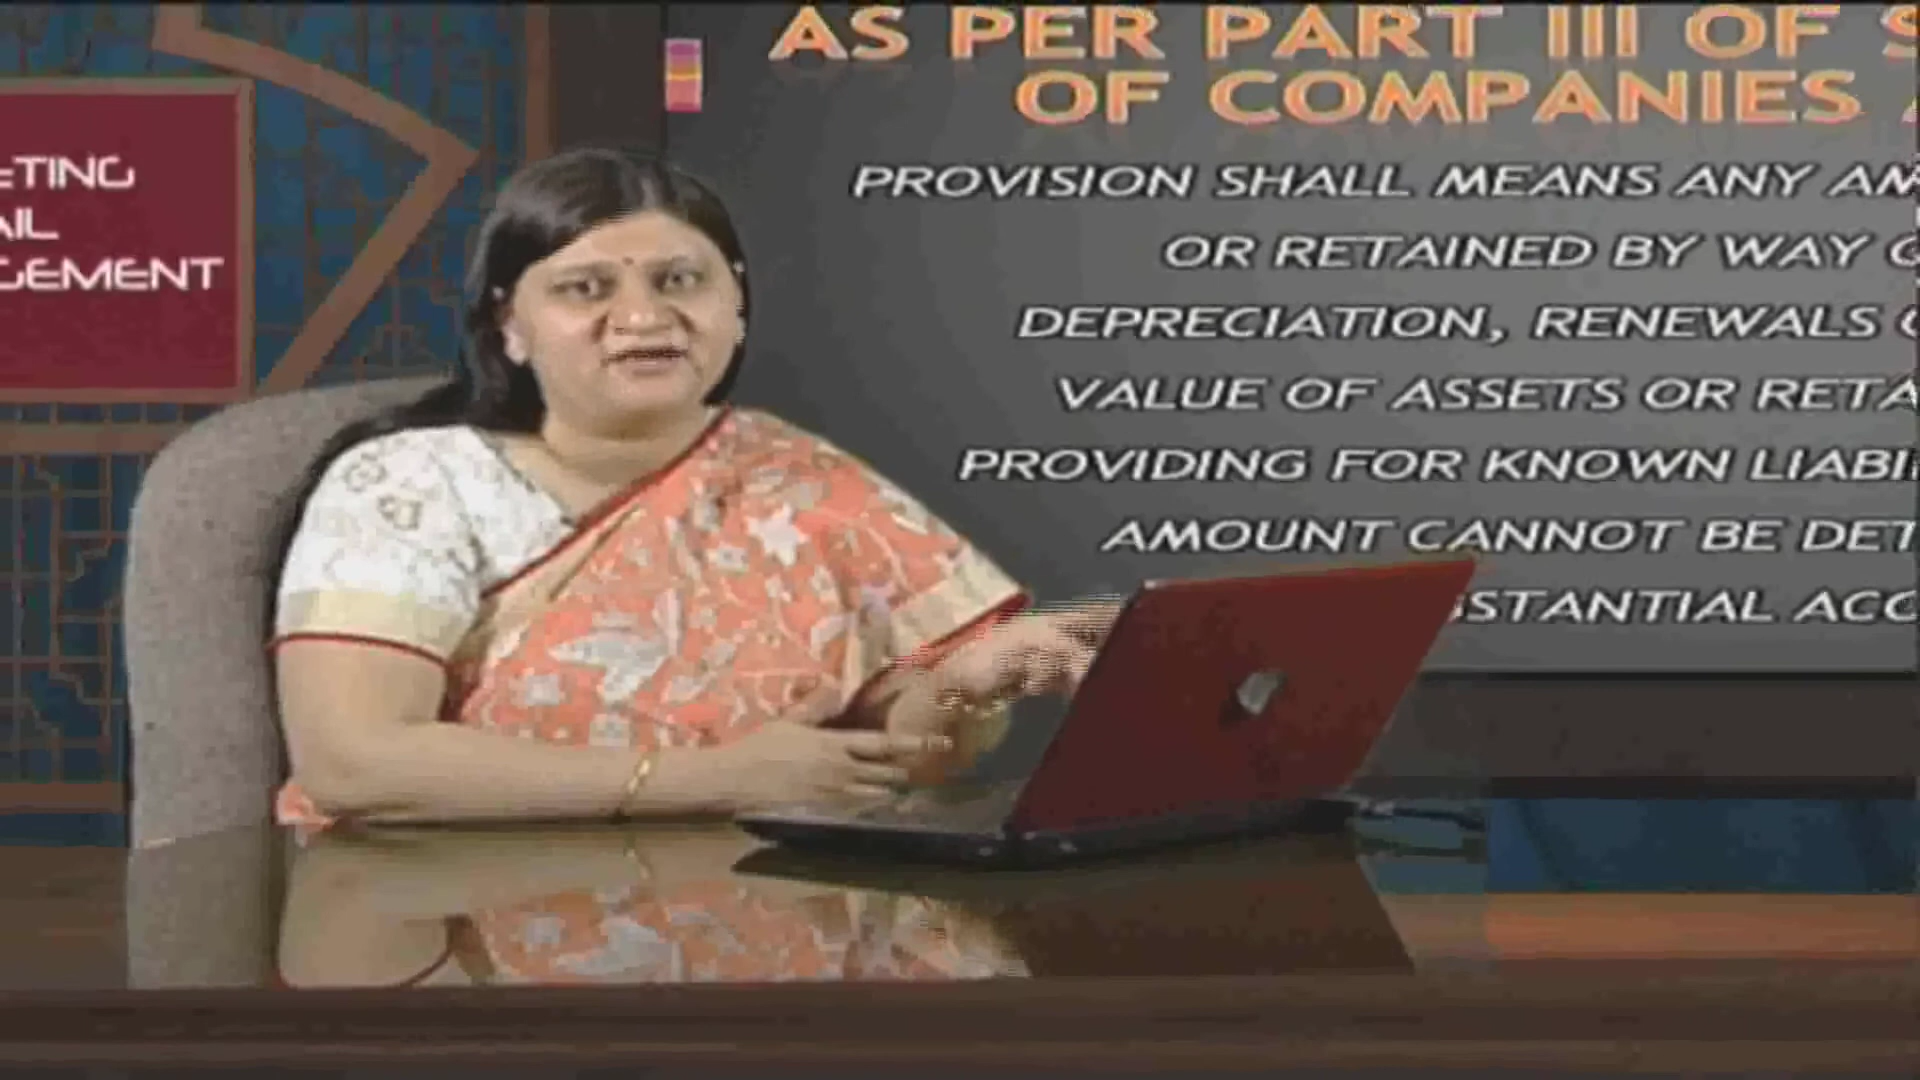 AS PER PART III OF S
OF COMPANIES
PROVISION SHALL MEANS ANY AM
OR RETAINED BY WAY
DEPRECIATION, RENEWALS
VALUE OF ASSETS OR RETA
PROVIDING FOR KNOWN LIABI
AMOUNT CANNOT BE DET
STANTIAL ACC
ETING
AIL
GEMENT